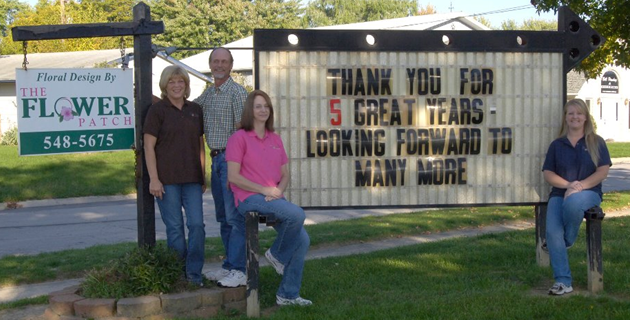 Floral Design By
THE
FLOWER
PATCH
548-5675
THANK YOU FOR
5 GREAT YEARS -
LOOKING FORWARD TO
MANY MORE